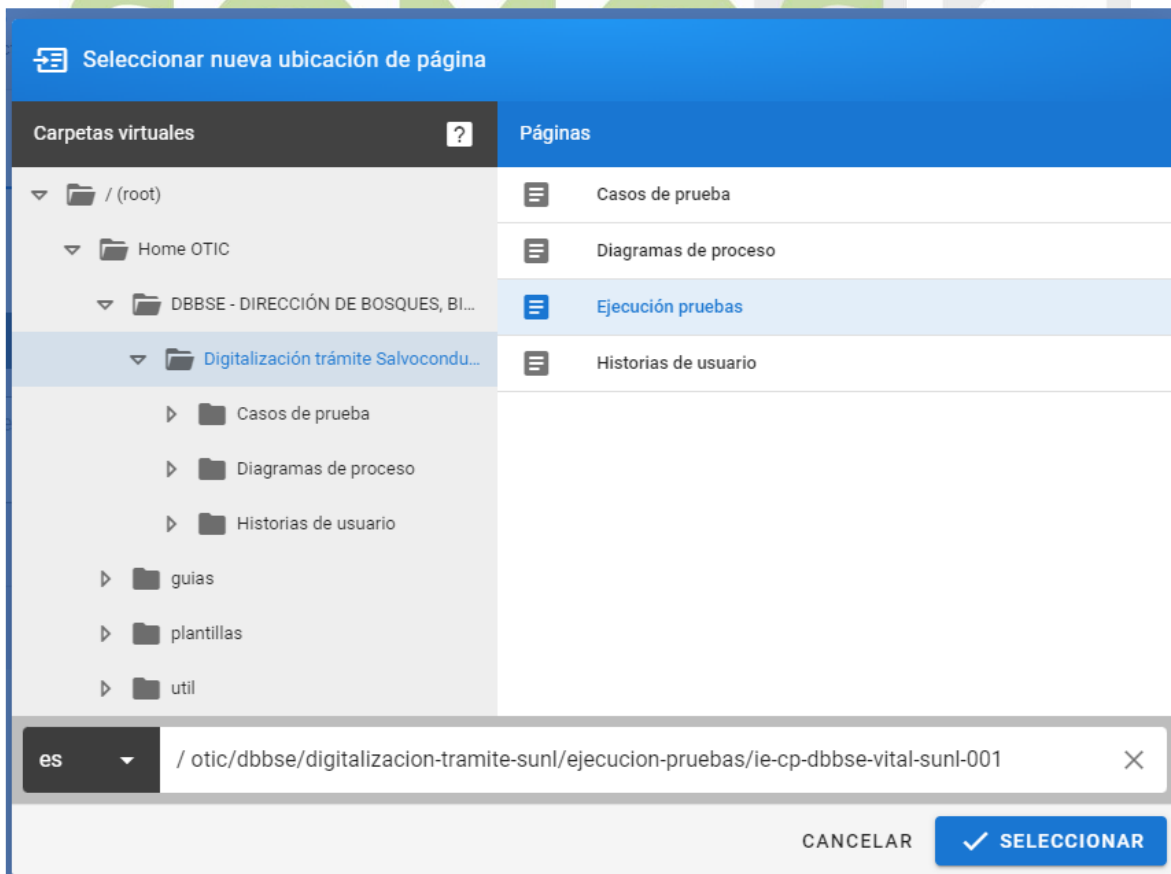 Seleccionar nueva ubicación de página
Carpetas virtuales
?
/ (root)
Home OTIC
DBBSE - DIRECCIÓN DE BOSQUES, BI...
Digitalización trámite Salvocondu...
Casos de prueba
Diagramas de proceso
Historias de usuario
guias
plantillas
util
Páginas
Casos de prueba
Diagramas de proceso
Ejecución pruebas
Historias de usuario
es
/ otic/dbbse/digitalizacion-tramite-sunl/ejecucion-pruebas/ie-cp-dbbse-vital-sunl-001
CANCELAR
SELECCIONAR